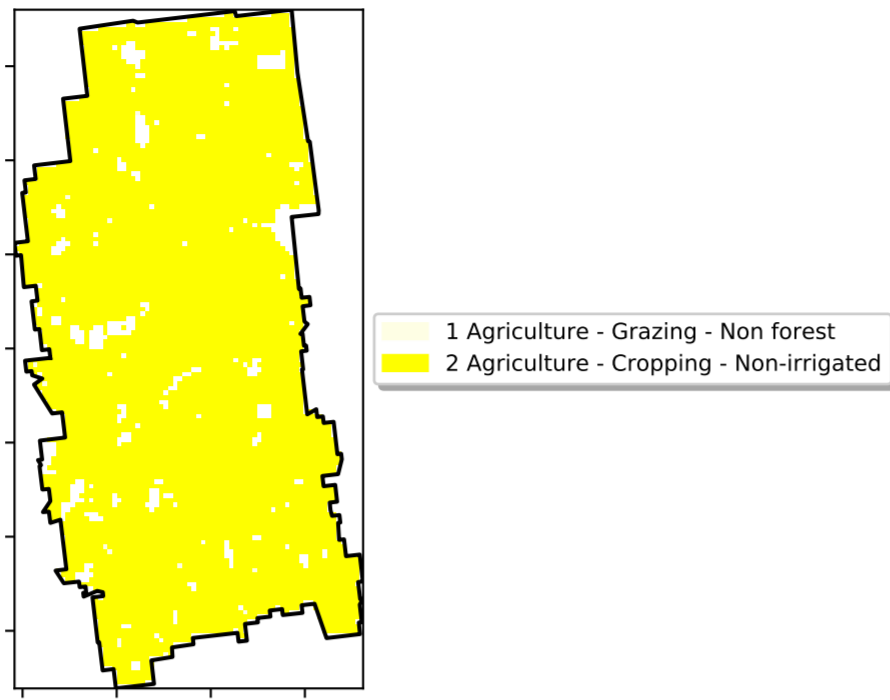 1 Agriculture - Grazing - Non forest
2 Agriculture - Cropping - Non-irrigated